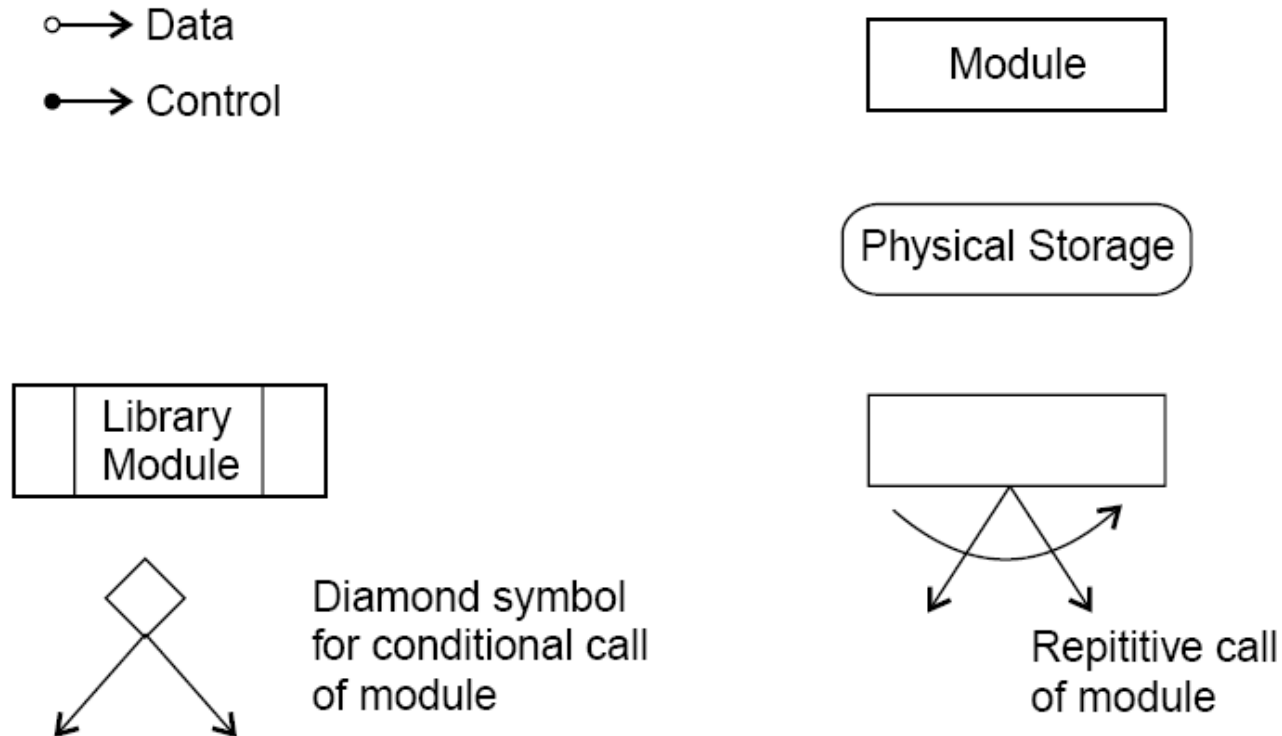 Data
Control
Module
Physical Storage
Library
Module
Diamond symbol
for conditional call
of module
Repititive call
of module